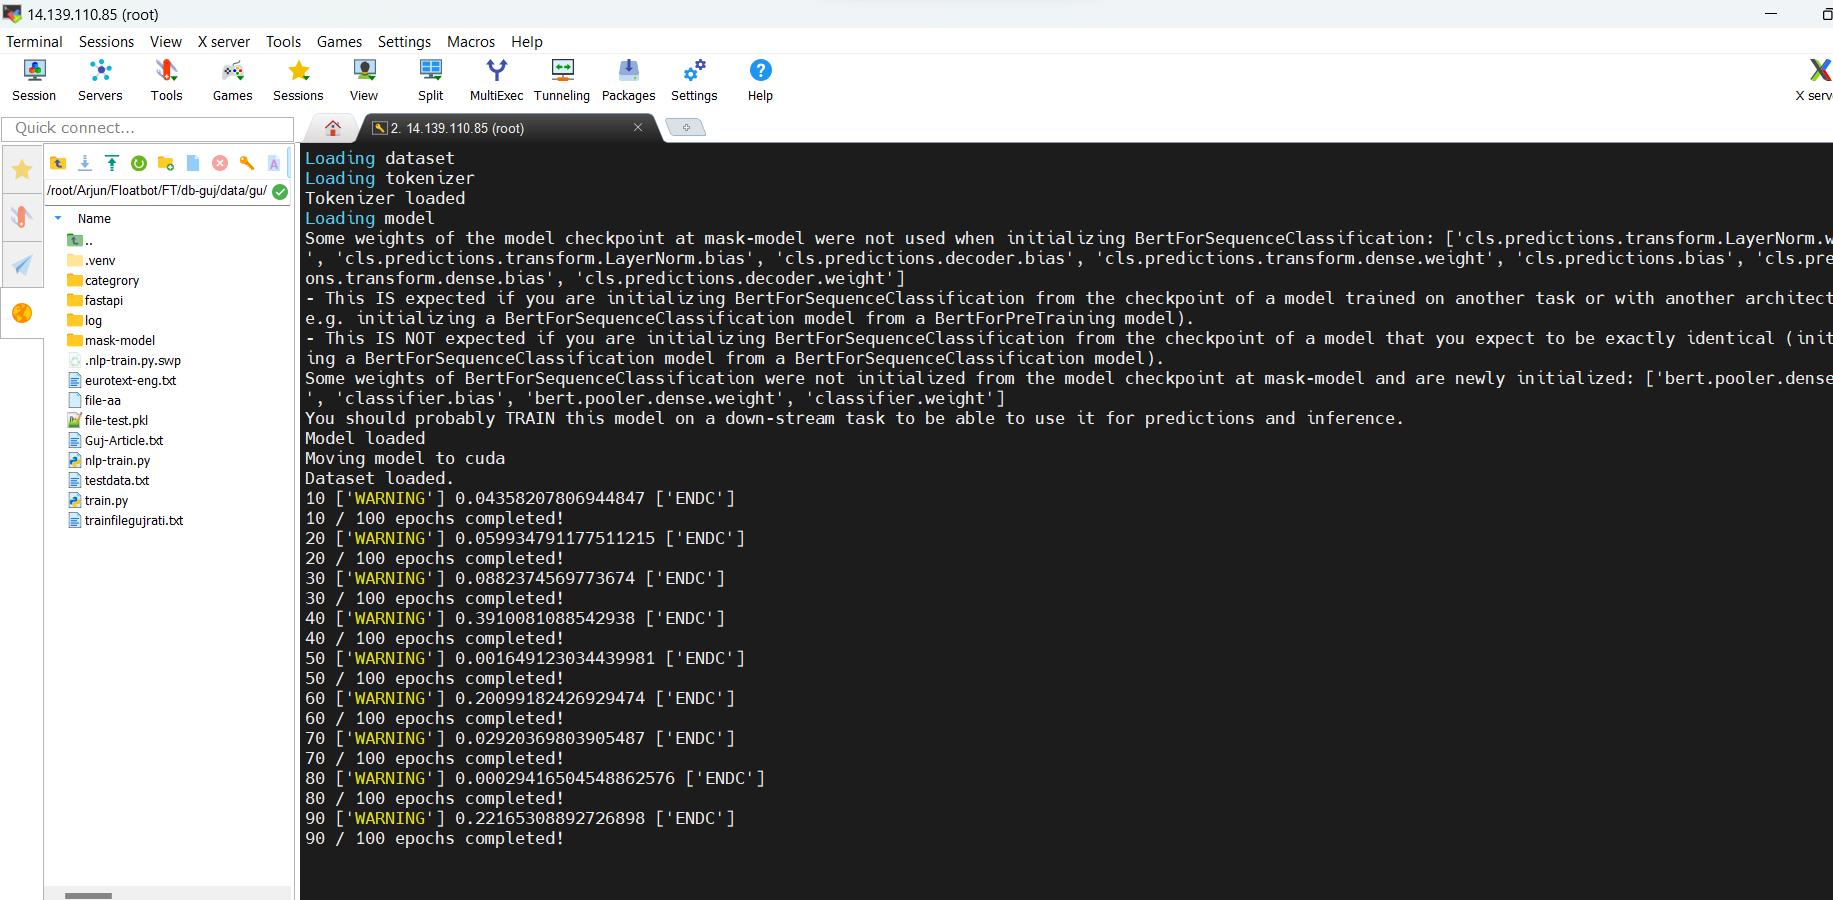 14.139.110.85 (root)
Terminal Sessions View X server Tools Games Settings Macros Help
Session Servers Tools Games Sessions View Split MultiExec Tunneling Packages Settings Help X serv
Quick connect...
2. 14.139.110.85 (root)
/root/Arjun/Floatbot/FT/db-guj/data/gu/
Name
..
.venv
categrory
fastapi
log
mask-model
.nlp-train.py.swp
eurotext-eng.txt
file-aa
file-test.pkl
Guj-Article.txt
nlp-train.py
testdata.txt
train.py
trainfilegujrati.txt
Loading dataset
Loading tokenizer
Tokenizer loaded
Loading model
Some weights of the model checkpoint at mask-model were not used when initializing BertForSequenceClassification: ['cls.predictions.transform.LayerNorm.w
', 'cls.predictions.transform.LayerNorm.bias', 'cls.predictions.decoder.bias', 'cls.predictions.transform.dense.weight', 'cls.predictions.bias', 'cls.pre
ons.transform.dense.bias', 'cls.predictions.decoder.weight']
- This IS expected if you are initializing BertForSequenceClassification from the checkpoint of a model trained on another task or with another architect
e.g. initializing a BertForSequenceClassification model from a BertForPreTraining model).
- This IS NOT expected if you are initializing BertForSequenceClassification from the checkpoint of a model that you expect to be exactly identical (init
ing a BertForSequenceClassification model from a BertForSequenceClassification model).
Some weights of BertForSequenceClassification were not initialized from the model checkpoint at mask-model and are newly initialized: ['bert.pooler.dense
', 'classifier.bias', 'bert.pooler.dense.weight', 'classifier.weight']
You should probably TRAIN this model on a down-stream task to be able to use it for predictions and inference.
Model loaded
Moving model to cuda
Dataset loaded.
10 ['WARNING'] 0.04358207806944847 ['ENDC']
10 / 100 epochs completed!
20 ['WARNING'] 0.059934791177511215 ['ENDC']
20 / 100 epochs completed!
30 ['WARNING'] 0.0882374569773674 ['ENDC']
30 / 100 epochs completed!
40 ['WARNING'] 0.3910081088542938 ['ENDC']
40 / 100 epochs completed!
50 ['WARNING'] 0.001649123034439981 ['ENDC']
50 / 100 epochs completed!
60 ['WARNING'] 0.20099182426929474 ['ENDC']
60 / 100 epochs completed!
70 ['WARNING'] 0.02920369803905487 ['ENDC']
70 / 100 epochs completed!
80 ['WARNING'] 0.00029416504548862576 ['ENDC']
80 / 100 epochs completed!
90 ['WARNING'] 0.22165308892726898 ['ENDC']
90 / 100 epochs completed!